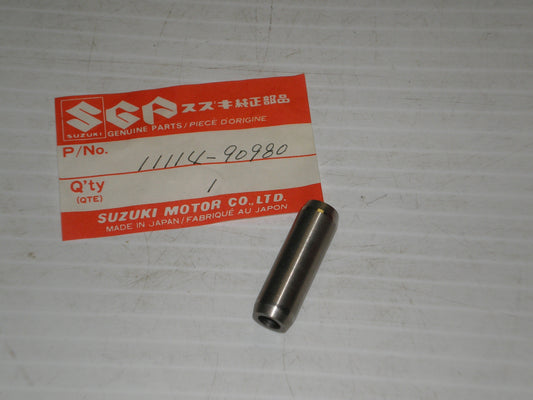 SGP スズキ純正部品
SUZUKI GENUINE PARTS / PIECE D'ORIGINE
P/No. 11114-90980
Q'ty 1
(QTE)
SUZUKI MOTOR CO.,LTD.
MADE IN JAPAN / FABRIQUÉ AU JAPON